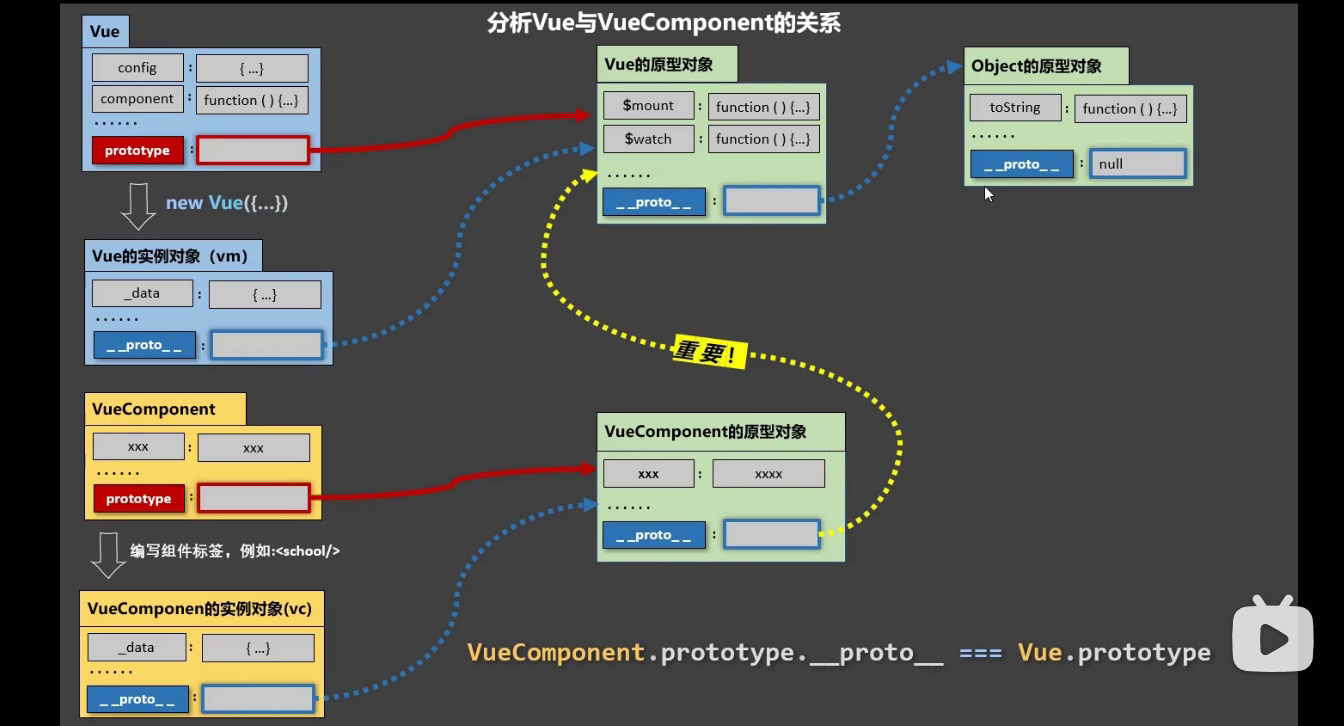 分析Vue与VueComponent的关系
Vue
config : { ...}
component : function ( ) {...}
......
prototype :
new Vue({...})
Vue的实例对象（vm）
_data : { ...}
......
_ _proto_ _ :
VueComponent
xxx : xxx
......
prototype :
编写组件标签，例如:<school/>
VueComponen的实例对象(vc)
_data : { ...}
......
_ _proto_ _ :
Vue的原型对象
$mount : function ( ) {...}
$watch : function ( ) {...}
......
_ _proto_ _ :
重要！
VueComponent的原型对象
xxx : xxxx
......
_ _proto_ _ :
Object的原型对象
toString : function ( ) {...}
......
_ _proto_ _ : null
VueComponent.prototype.__proto__ === Vue.prototype